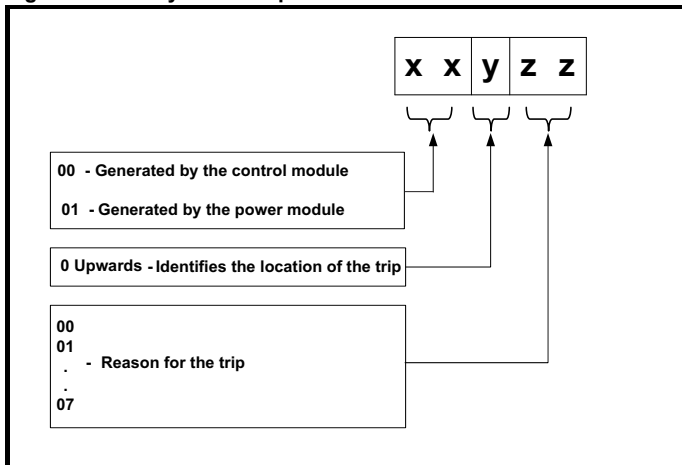 x x y z z
00 - Generated by the control module
01 - Generated by the power module
0 Upwards - Identifies the location of the trip
00
01
.
- Reason for the trip
.
07